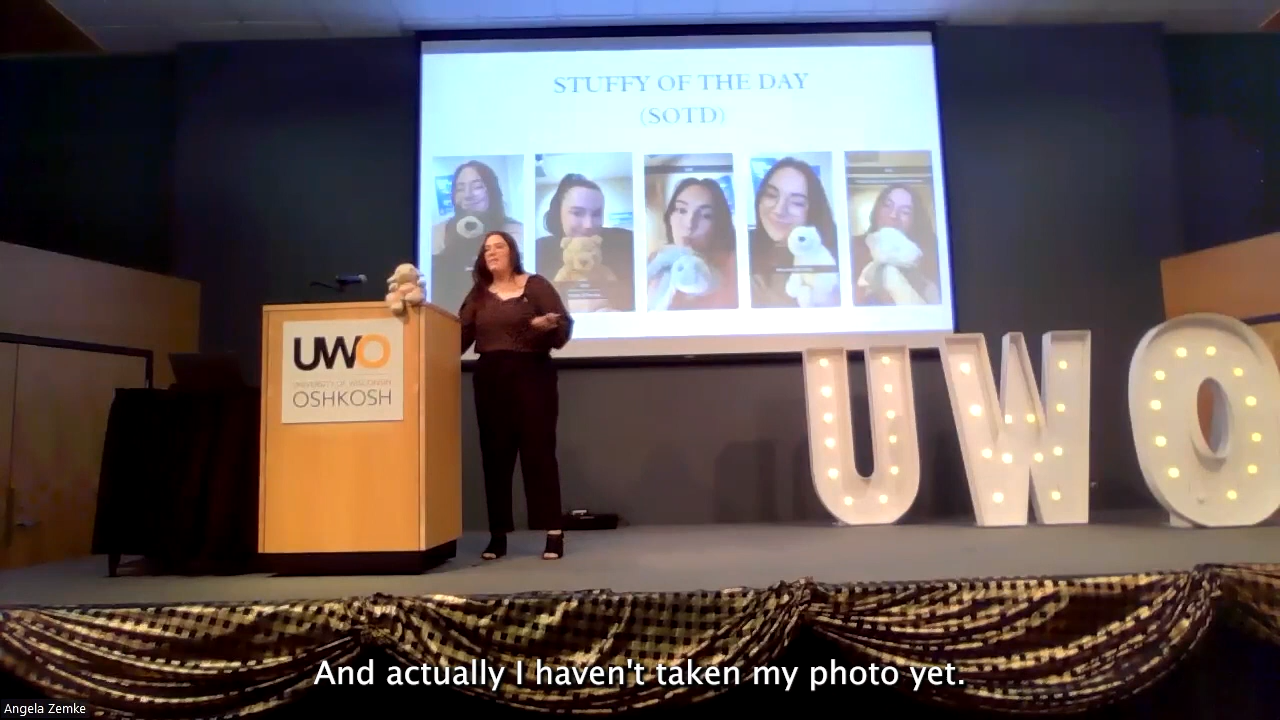 STUFFY OF THE DAY
(SOTD)
UWO
UNIVERSITY OF WISCONSIN
OSHKOSH
UWO
And actually I haven't taken my photo yet.
Angela Zemke